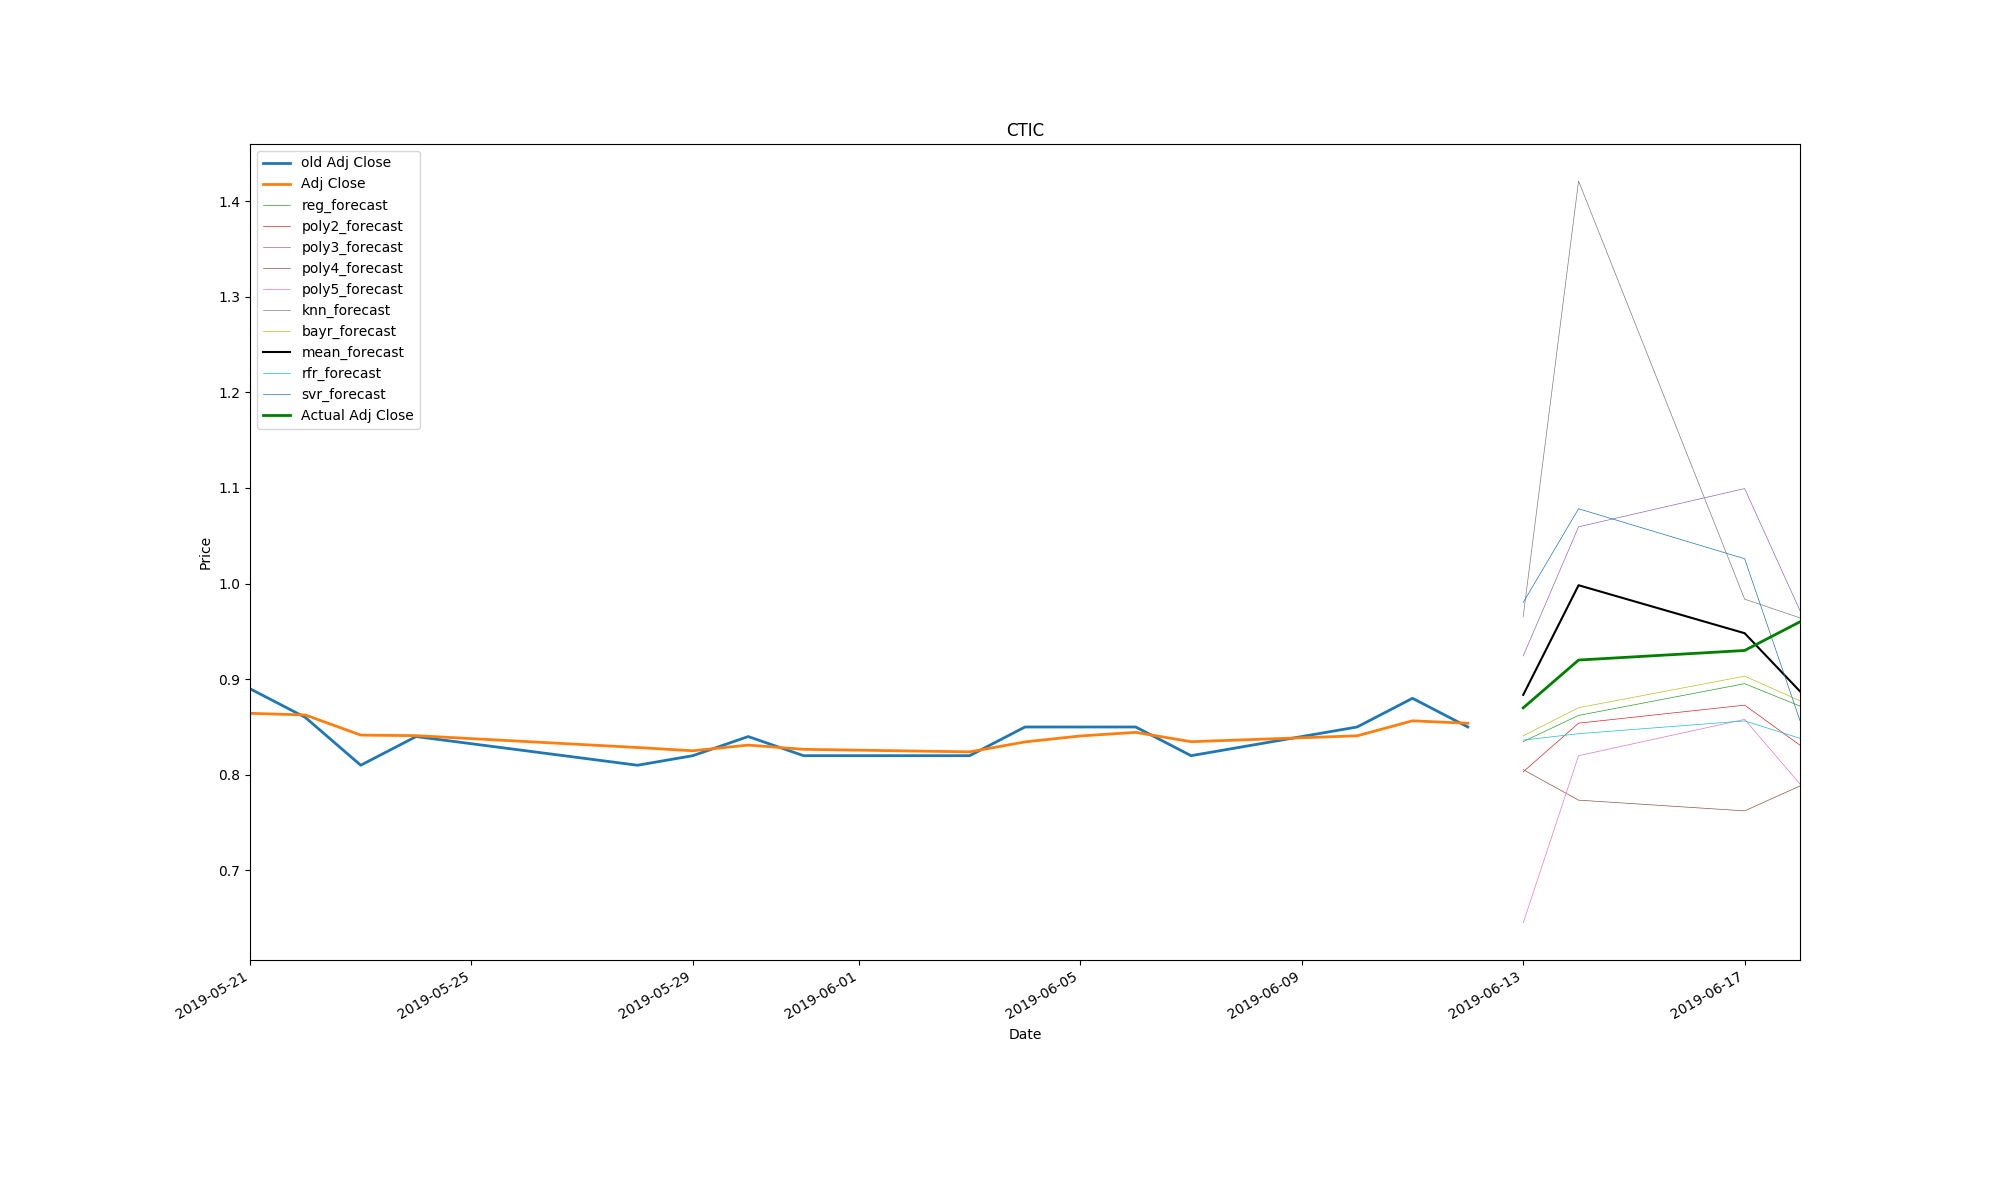 CTIC
old Adj Close
Adj Close
reg_forecast
poly2_forecast
poly3_forecast
poly4_forecast
poly5_forecast
knn_forecast
bayr_forecast
mean_forecast
rfr_forecast
svr_forecast
Actual Adj Close
1.4
1.3
1.2
1.1
1.0
0.9
0.8
0.7
Price
2019-05-21
2019-05-25
2019-05-29
2019-06-01
2019-06-05
2019-06-09
2019-06-13
2019-06-17
Date